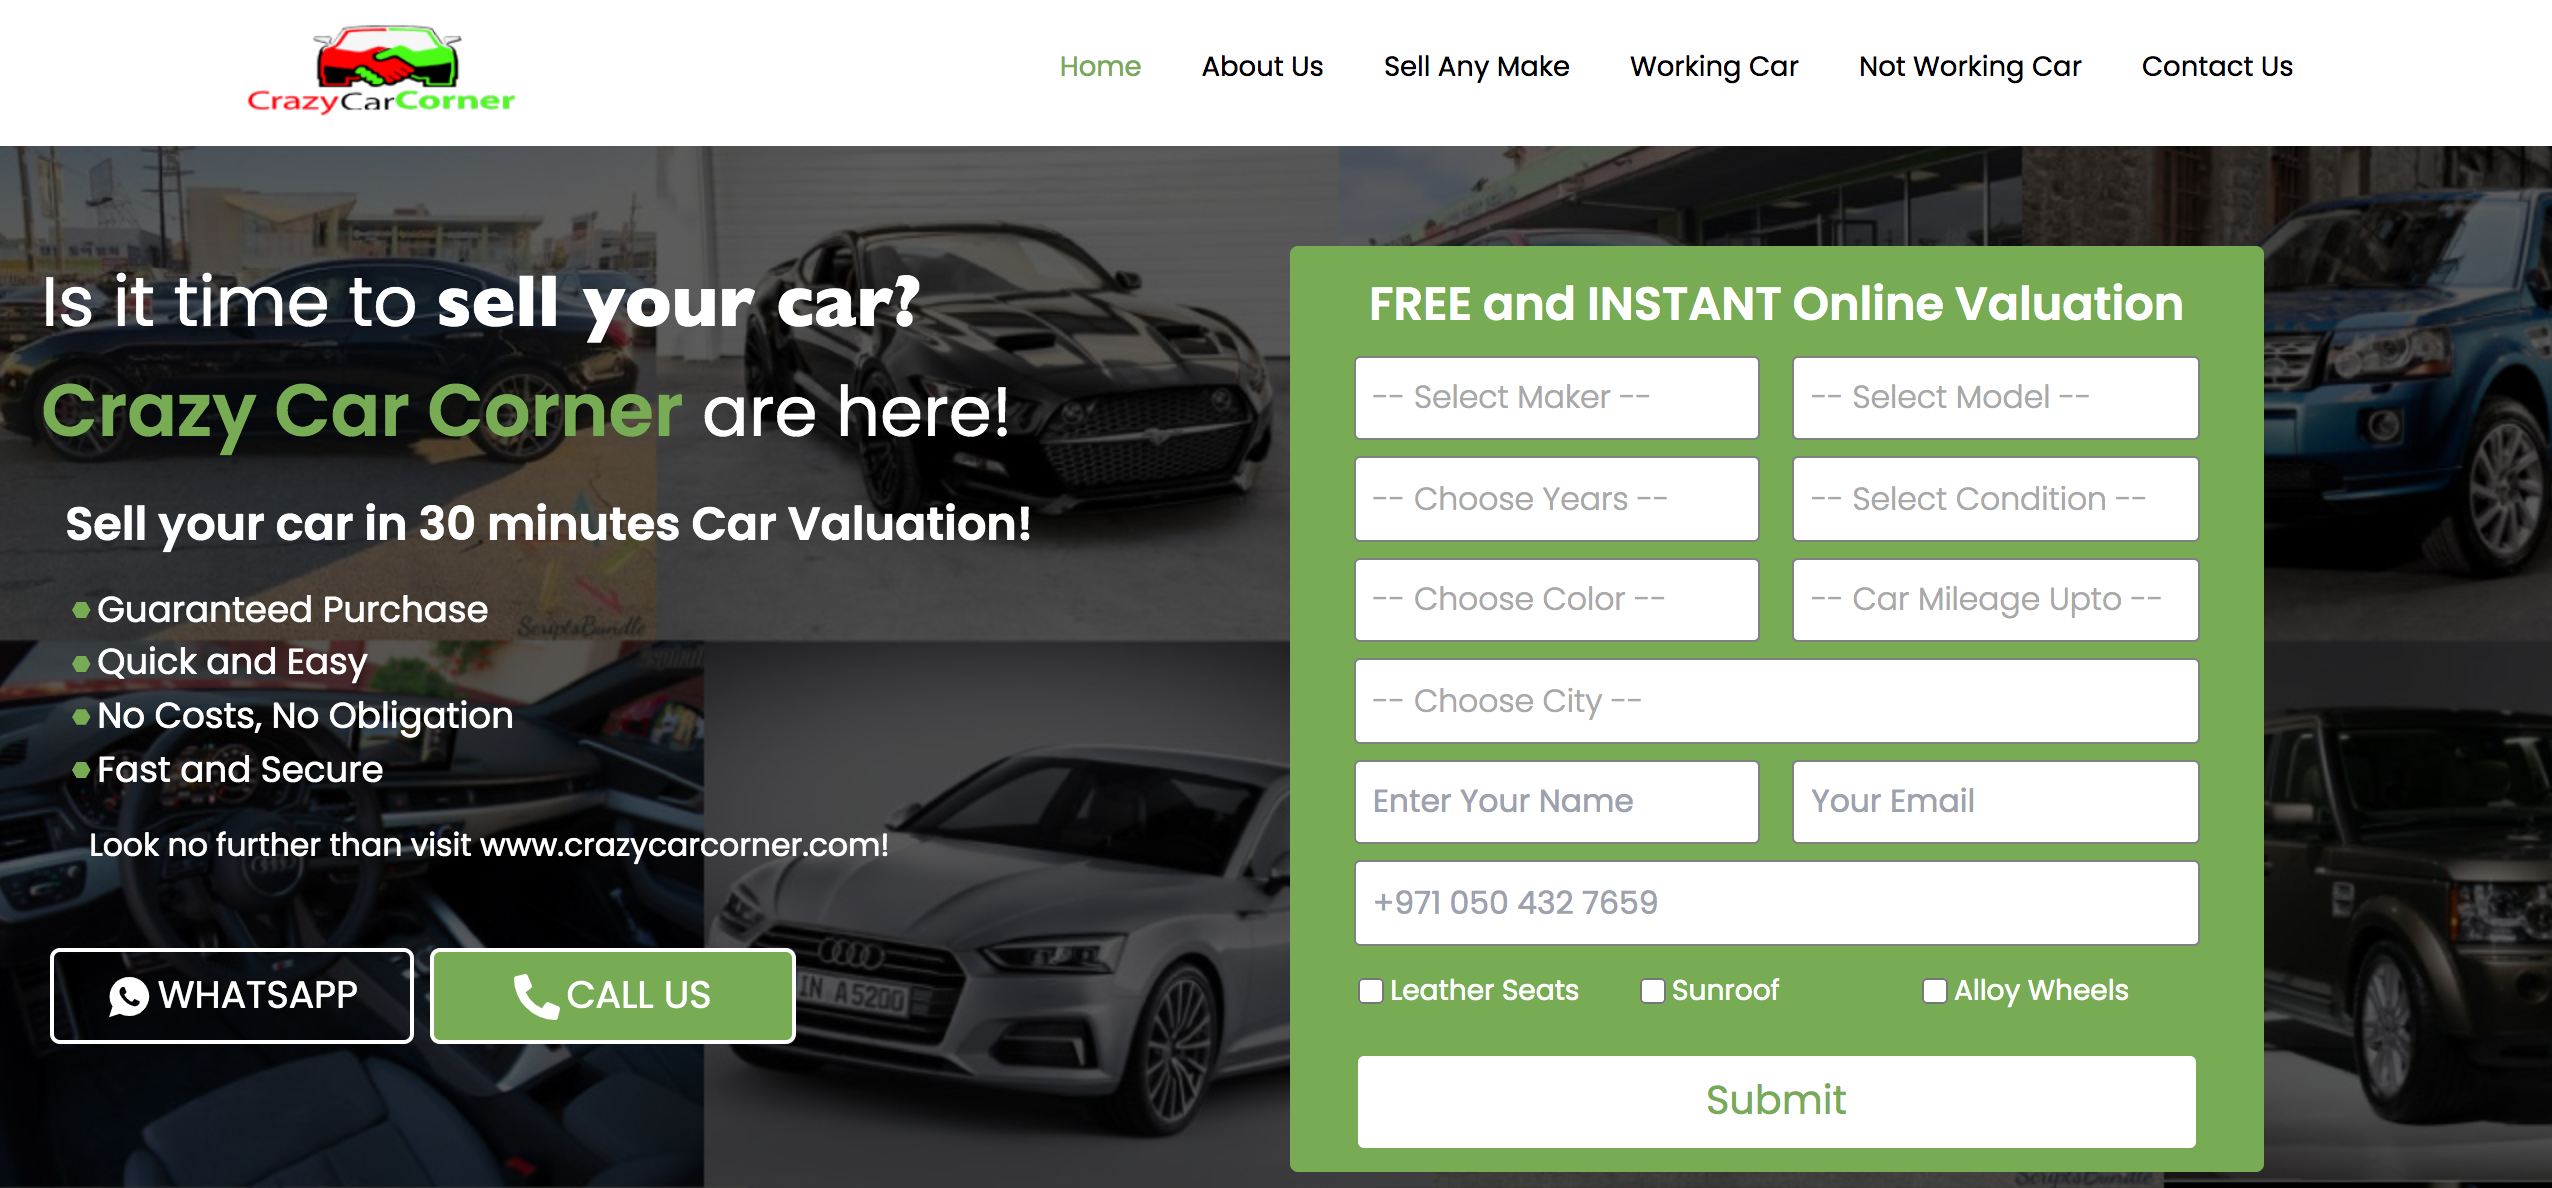 CrazyCarCorner
Home About Us Sell Any Make Working Car Not Working Car Contact Us
Is it time to sell your car?
Crazy Car Corner are here!
Sell your car in 30 minutes Car Valuation!
Guaranteed Purchase
Quick and Easy
No Costs, No Obligation
Fast and Secure
Look no further than visit www.crazycarcorner.com!
WHATSAPP CALL US
FREE and INSTANT Online Valuation
-- Select Maker -- -- Select Model --
-- Choose Years -- -- Select Condition --
-- Choose Color -- -- Car Mileage Upto --
-- Choose City --
Enter Your Name Your Email
+971 050 432 7659
Leather Seats Sunroof Alloy Wheels
Submit
ScriptsBundle
IN A 5200
ScriptsBundle